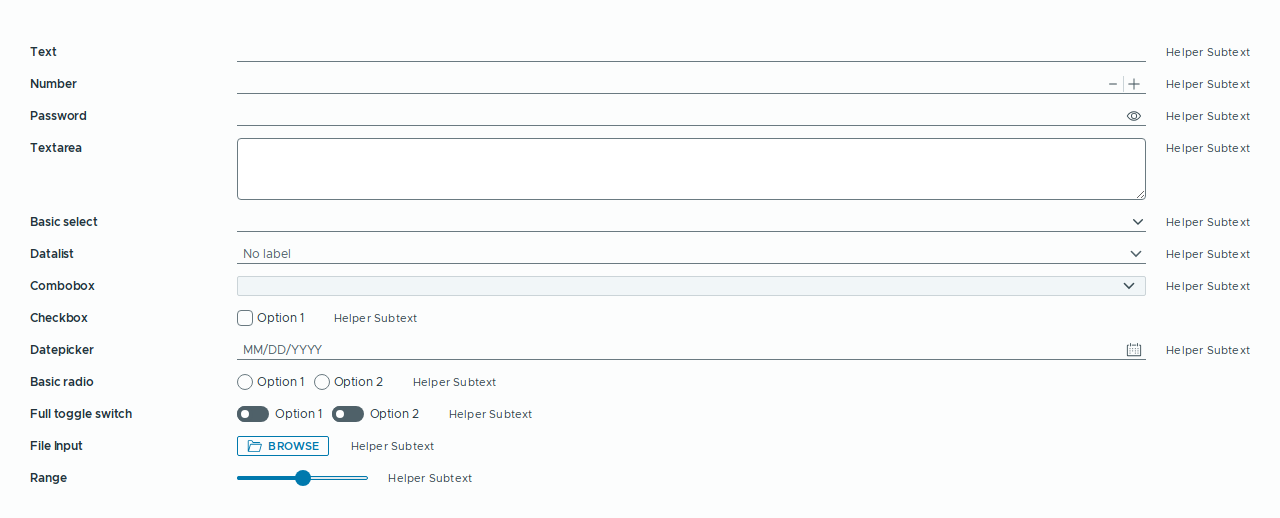 Text Helper Subtext
Number Helper Subtext
Password Helper Subtext
Textarea Helper Subtext
Basic select Helper Subtext
Datalist No label Helper Subtext
Combobox Helper Subtext
Checkbox Option 1 Helper Subtext
Datepicker MM/DD/YYYY Helper Subtext
Basic radio Option 1 Option 2 Helper Subtext
Full toggle switch Option 1 Option 2 Helper Subtext
File Input BROWSE Helper Subtext
Range Helper Subtext